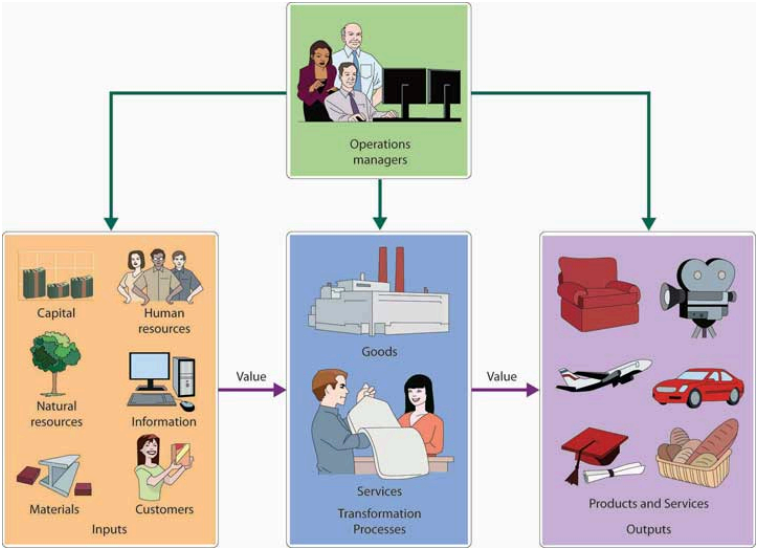 Operations
managers
Capital
Human
resources
Natural
resources
Information
Materials
Customers
Inputs
Value
Goods
Services
Transformation
Processes
Value
Products and Services
Outputs